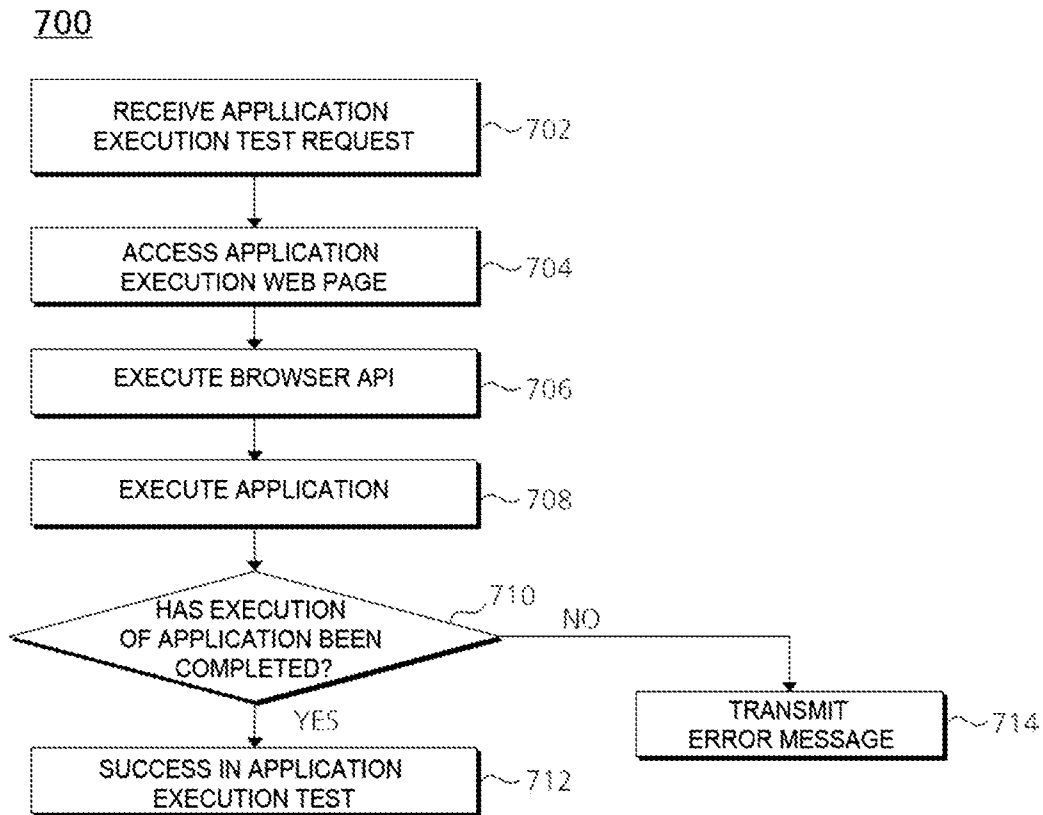 700
RECEIVE APPLLICATION
EXECUTION TEST REQUEST
702
ACCESS APPLICATION
EXECUTION WEB PAGE
704
EXECUTE BROWSER API
706
EXECUTE APPLICATION
708
HAS EXECUTION
OF APPLICATION BEEN
COMPLETED?
710
NO
YES
TRANSMIT
ERROR MESSAGE
714
SUCCESS IN APPLICATION
EXECUTION TEST
712